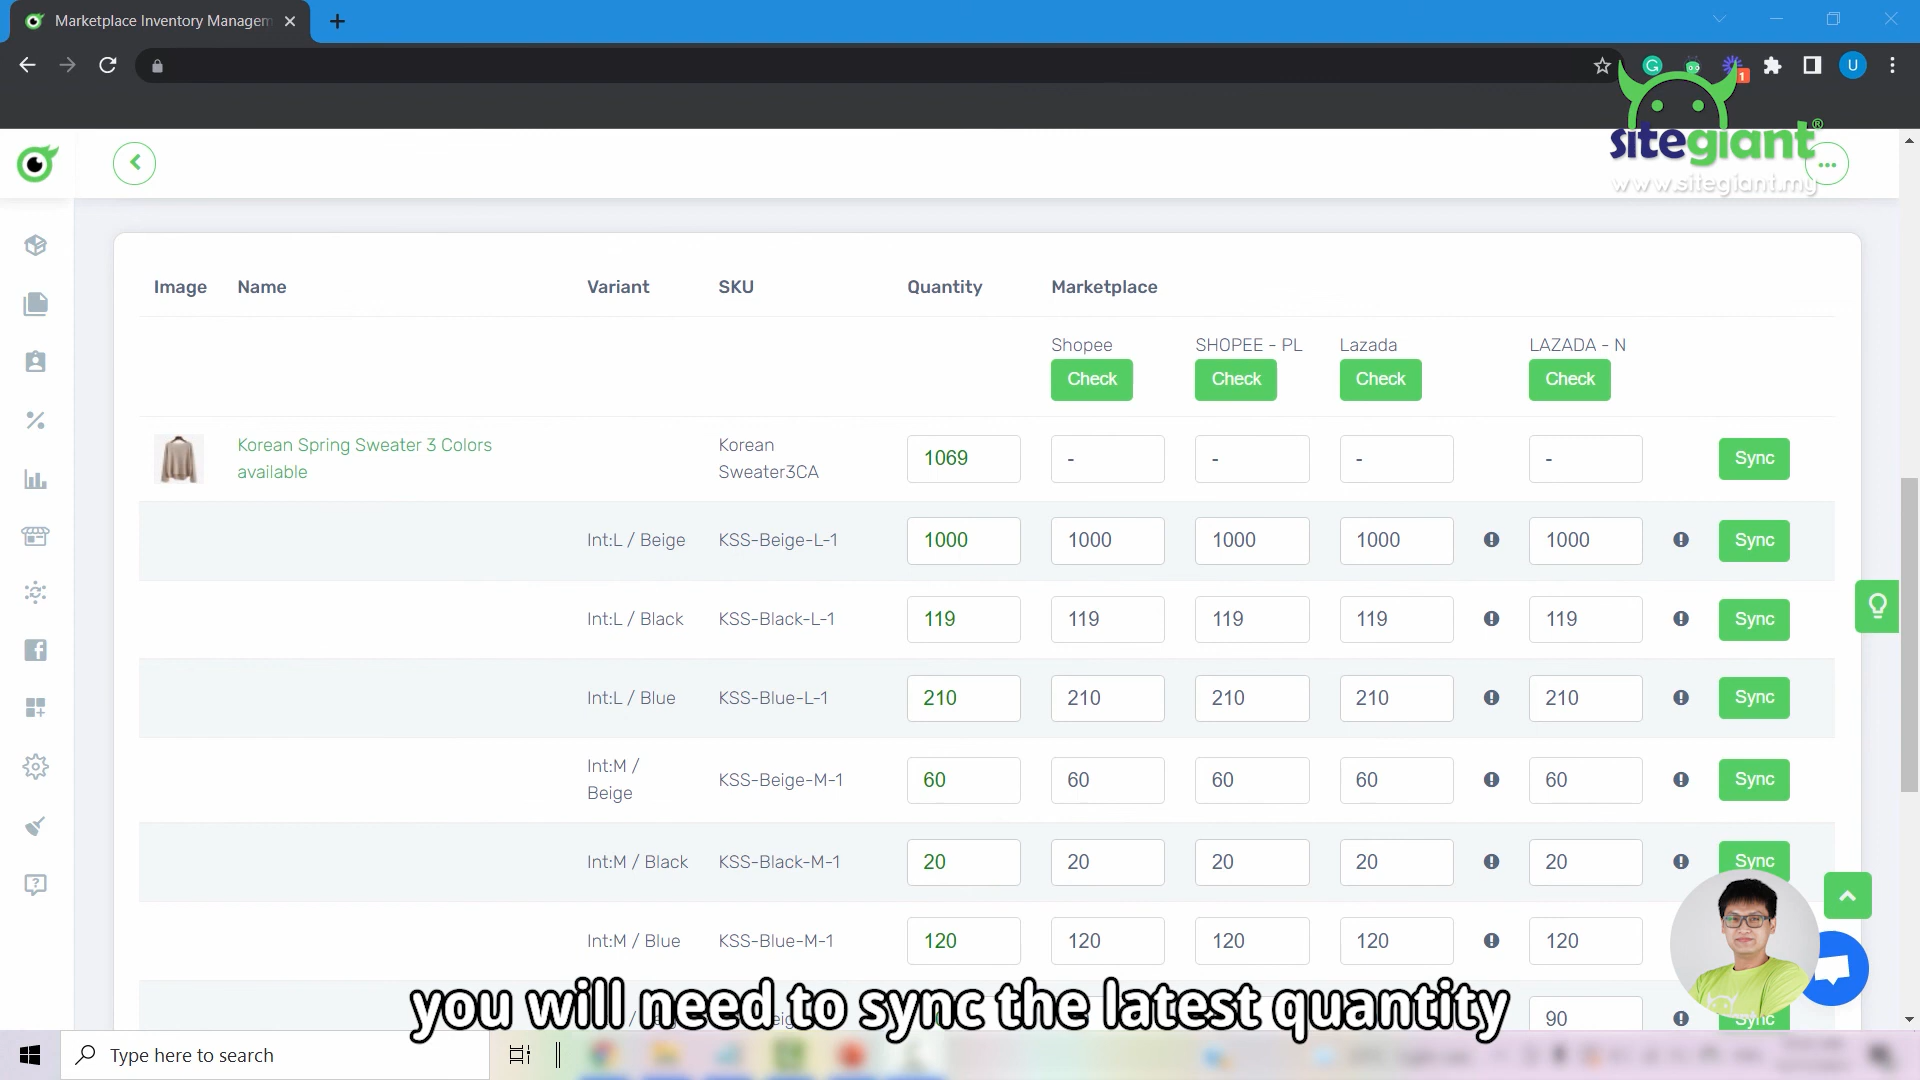 Marketplace Inventory Managem
1
U
sitegiant®
www.sitegiant.my
Image Name Variant SKU Quantity Marketplace
Shopee SHOPEE - PL Lazada LAZADA - N
Check Check Check Check
Korean Spring Sweater 3 Colors available Korean Sweater3CA 1069 - - - - Sync
Int:L / Beige KSS-Beige-L-1 1000 1000 1000 1000 1000 Sync
Int:L / Black KSS-Black-L-1 119 119 119 119 119 Sync
Int:L / Blue KSS-Blue-L-1 210 210 210 210 210 Sync
Int:M / Beige KSS-Beige-M-1 60 60 60 60 60 Sync
Int:M / Black KSS-Black-M-1 20 20 20 20 20 Sync
Int:M / Blue KSS-Blue-M-1 120 120 120 120 120
90 Sync
you will need to sync the latest quantity
Type here to search